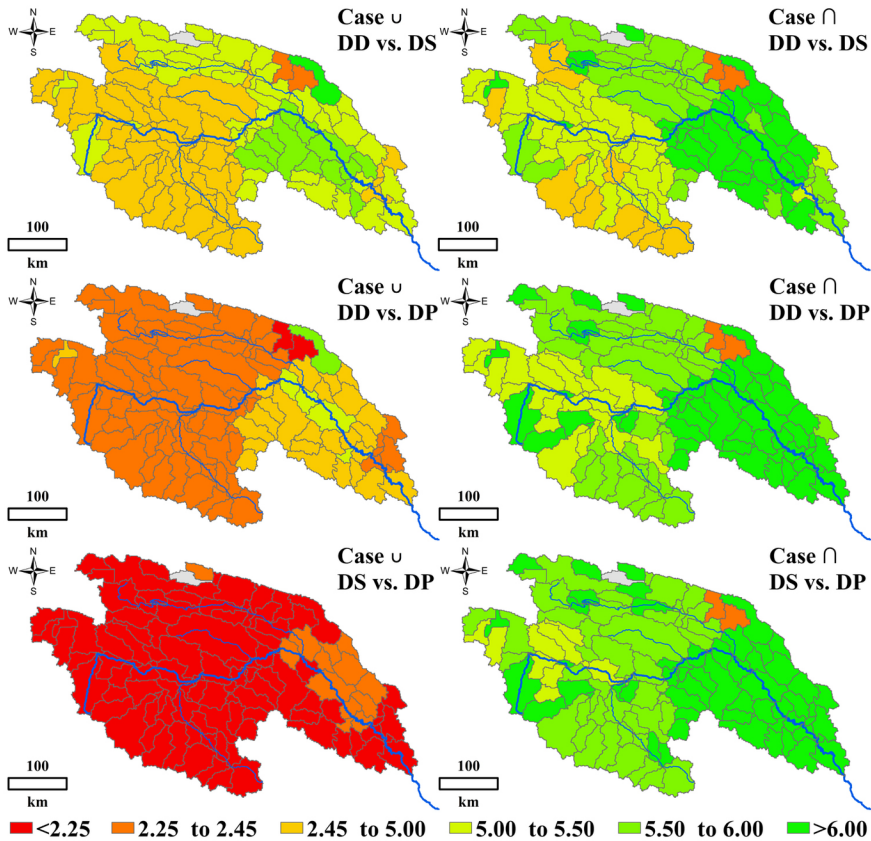 N
W E
S
Case ∪
DD vs. DS
100
km
N
W E
S
Case ∩
DD vs. DS
100
km
N
W E
S
Case ∪
DD vs. DP
100
km
N
W E
S
Case ∩
DD vs. DP
100
km
N
W E
S
Case ∪
DS vs. DP
100
km
N
W E
S
Case ∩
DS vs. DP
100
km
<2.25 2.25 to 2.45 2.45 to 5.00 5.00 to 5.50 5.50 to 6.00 >6.00